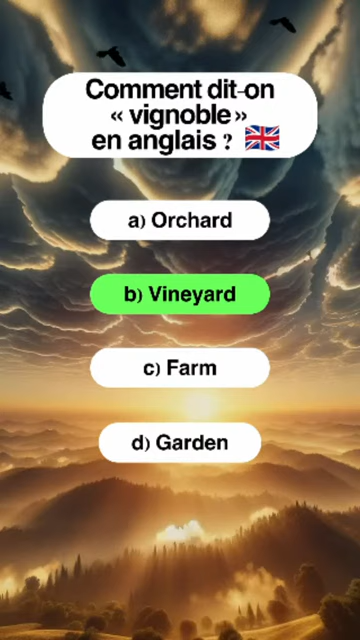 Comment dit-on
« vignoble »
en anglais ? 🇬🇧
a) Orchard
b) Vineyard
c) Farm
d) Garden